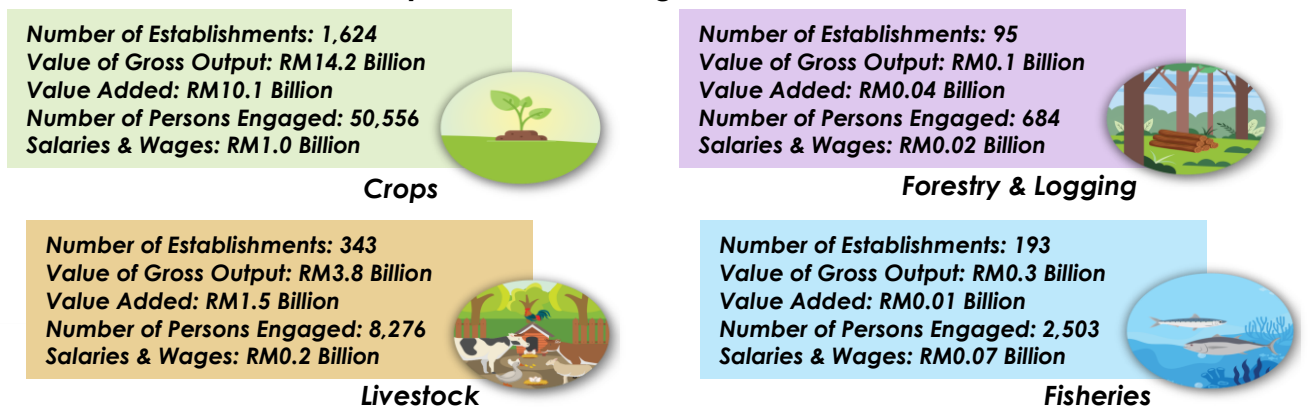 Number of Establishments: 1,624
Value of Gross Output: RM14.2 Billion
Value Added: RM10.1 Billion
Number of Persons Engaged: 50,556
Salaries & Wages: RM1.0 Billion
Crops
Number of Establishments: 95
Value of Gross Output: RM0.1 Billion
Value Added: RM0.04 Billion
Number of Persons Engaged: 684
Salaries & Wages: RM0.02 Billion
Forestry & Logging
Number of Establishments: 343
Value of Gross Output: RM3.8 Billion
Value Added: RM1.5 Billion
Number of Persons Engaged: 8,276
Salaries & Wages: RM0.2 Billion
Livestock
Number of Establishments: 193
Value of Gross Output: RM0.3 Billion
Value Added: RM0.01 Billion
Number of Persons Engaged: 2,503
Salaries & Wages: RM0.07 Billion
Fisheries